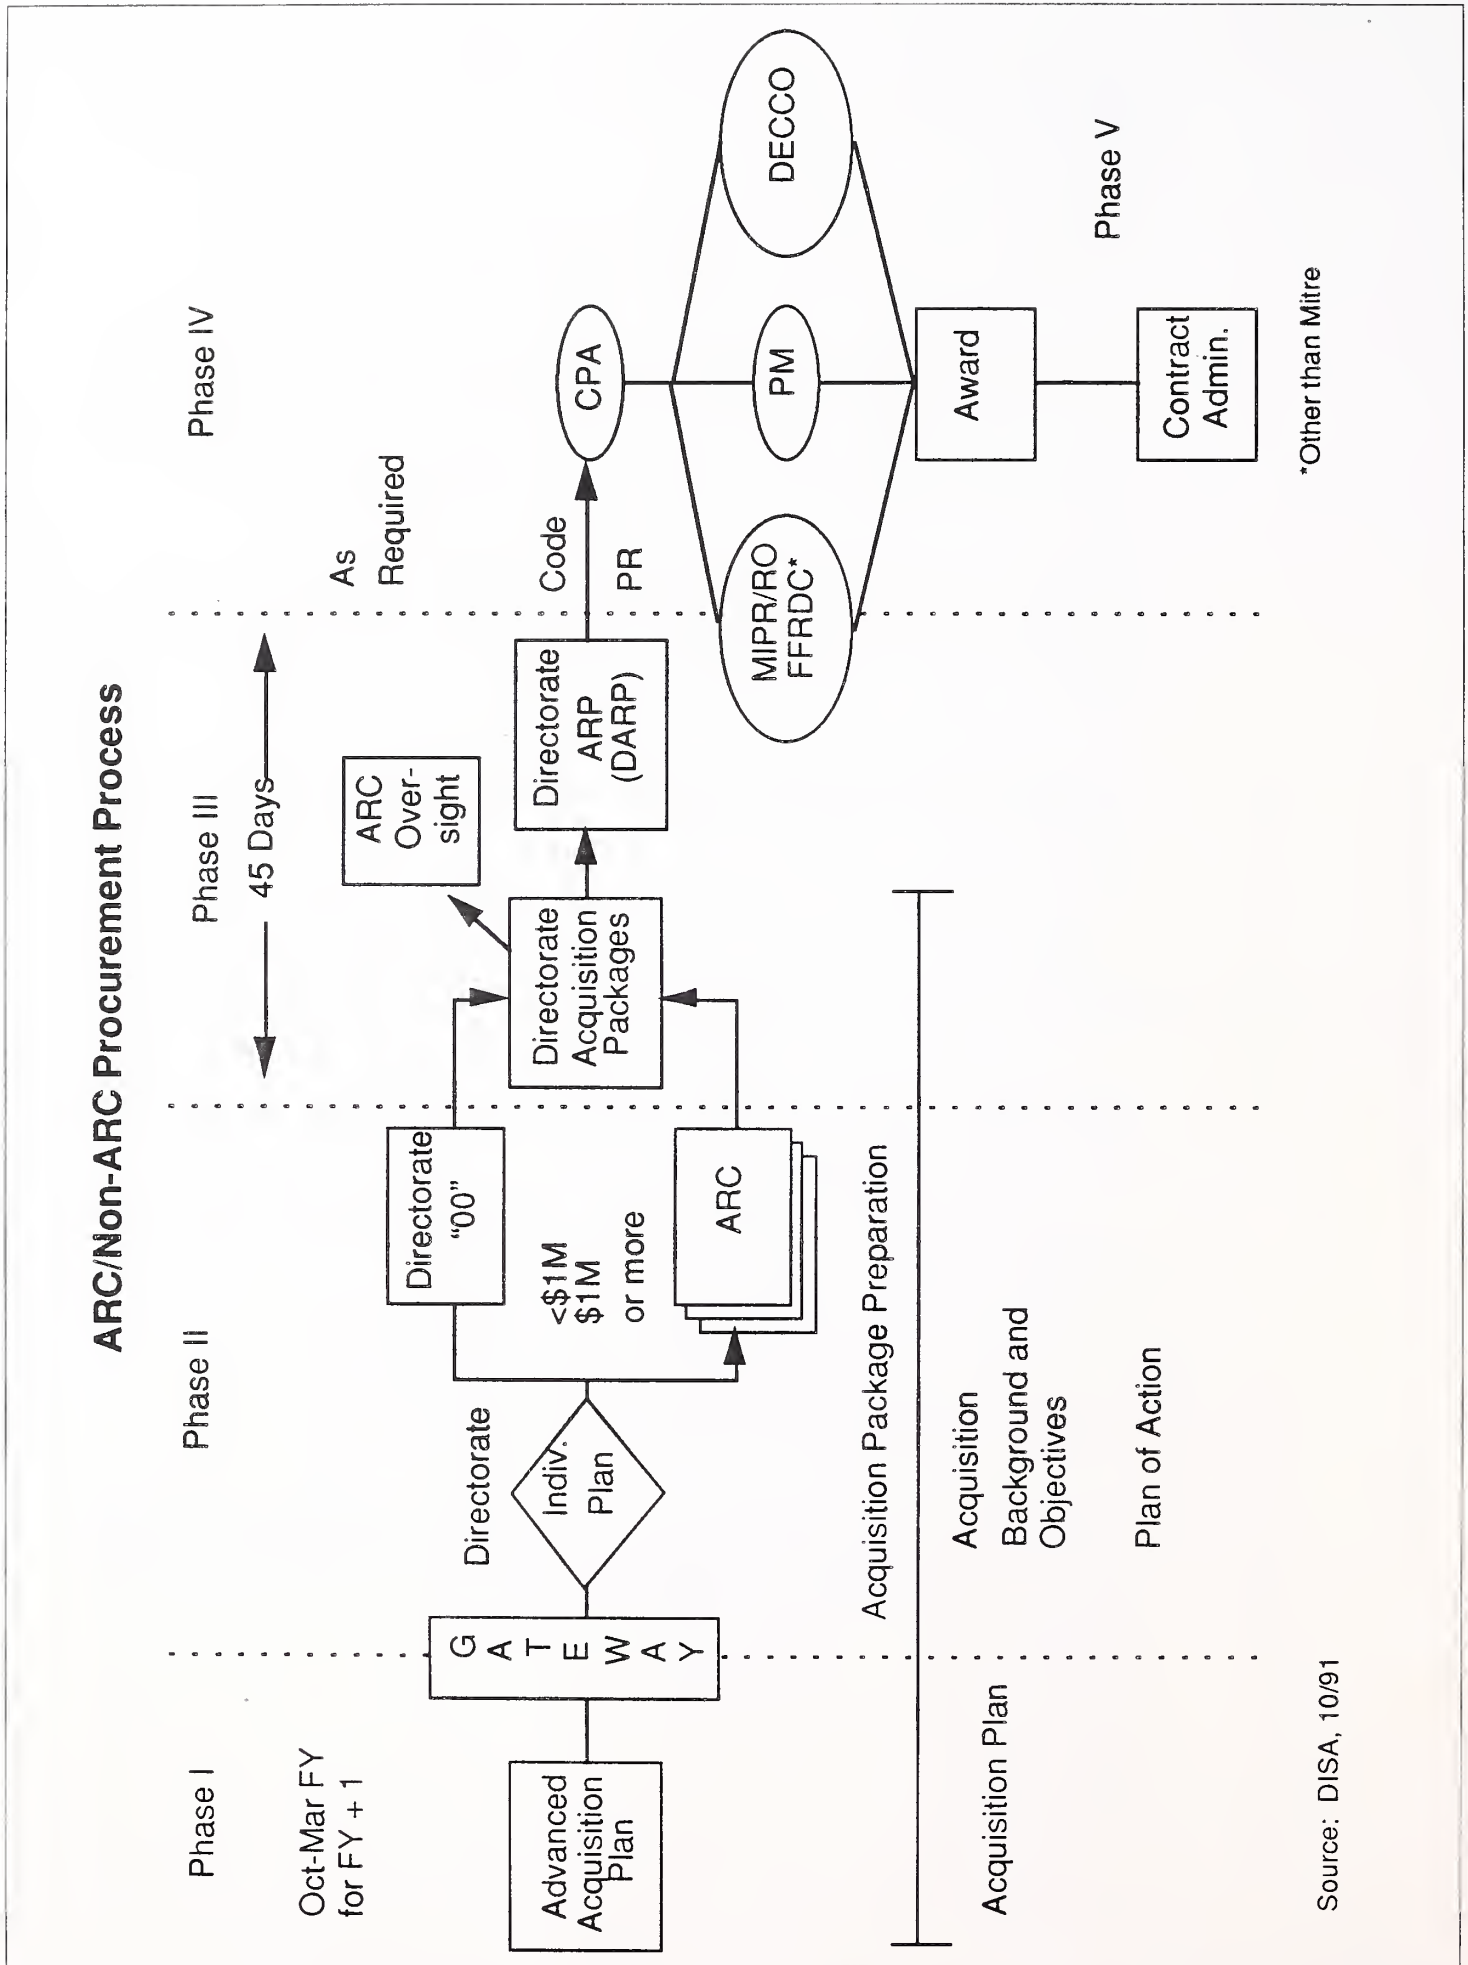 ARC/Non-ARC Procurement Process
Phase I
Phase II
Phase III
Phase IV
Oct-Mar FY
for FY + 1
45 Days
As
Required
Advanced
Acquisition
Plan
G
A
T
E
W
A
Y
Directorate
Indiv.
Plan
Directorate
"00"
<$1M
$1M
or more
ARC
Directorate
Acquisition
Packages
ARC
Over-
sight
Directorate
ARP
(DARP)
Code
PR
CPA
MIPR/RO
FFRDC*
PM
DECCO
Award
Contract
Admin.
Phase V
Acquisition Package Preparation
Acquisition Plan
Acquisition
Background and
Objectives
Plan of Action
*Other than Mitre
Source: DISA, 10/91